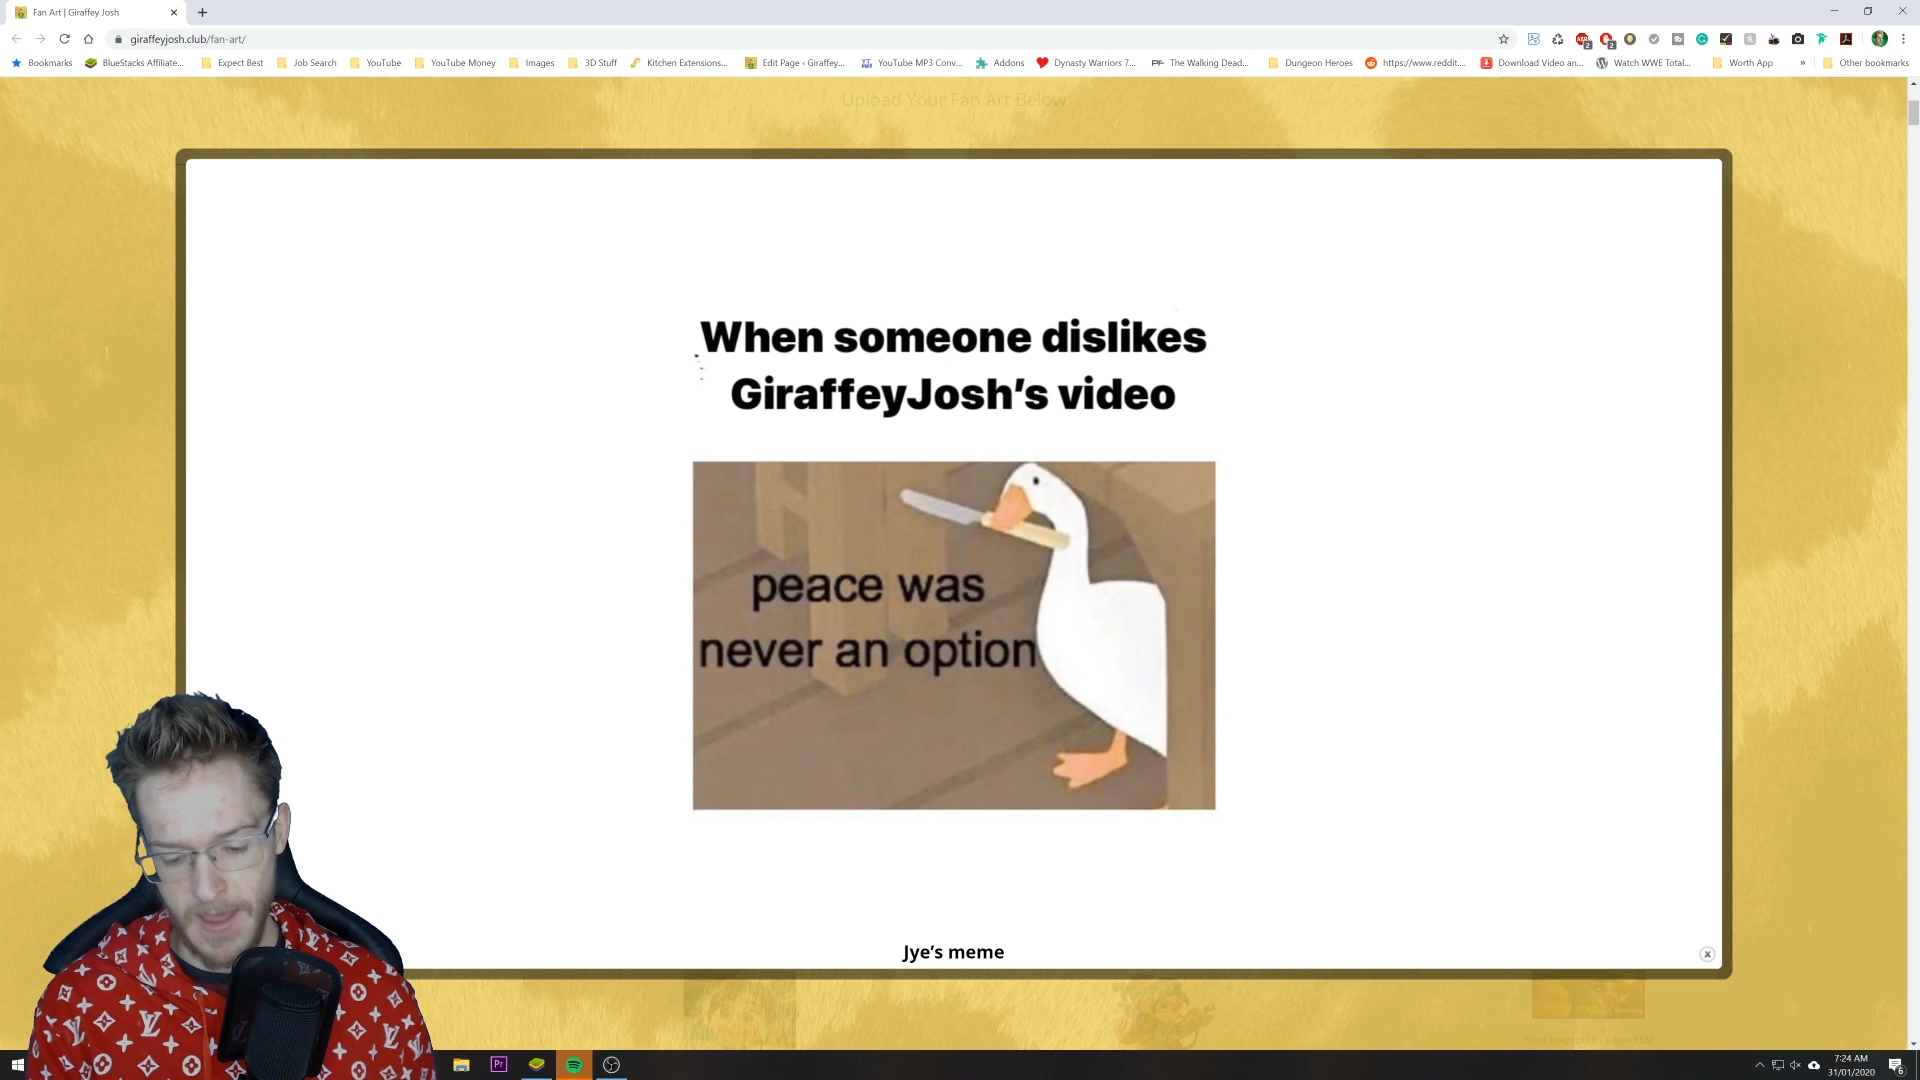 Fan Art | Giraffey Josh
giraffeyjosh.club/fan-art/
Bookmarks BlueStacks Affiliate... Expect Best Job Search YouTube YouTube Money Images 3D Stuff Kitchen Extensions... Edit Page ‹ Giraffey... YouTube MP3 Conv... Addons Dynasty Warriors 7... The Walking Dead... Dungeon Heroes https://www.reddit.... Download Video an... Watch WWE Total... Worth App » Other bookmarks
Upload Your Fan Art Below
When someone dislikes
GiraffeyJosh’s video
peace was
never an option
Jye’s meme
Pr
7:24 AM
31/01/2020
6